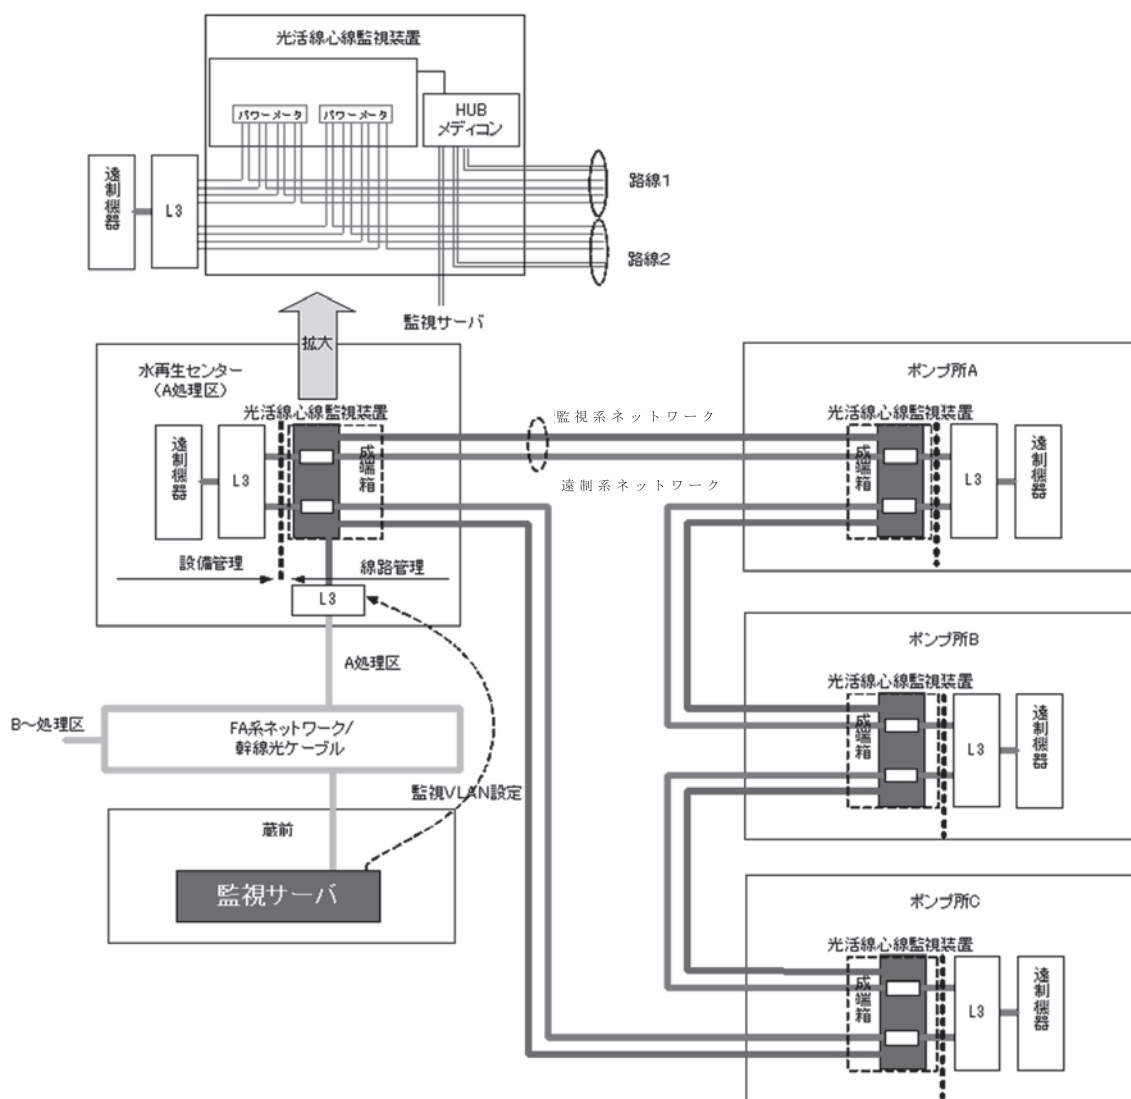 光活線心線監視装置
パワーメータ
パワーメータ
HUB
メディコン
遠制機器
L3
路線1
路線2
監視サーバ
拡大
水再生センター
(A処理区)
光活線心線監視装置
遠制機器
L3
成端箱
設備管理
線路管理
L3
監視系ネットワーク
遠制系ネットワーク
ポンプ所A
光活線心線監視装置
成端箱
L3
遠制機器
ポンプ所B
光活線心線監視装置
成端箱
L3
遠制機器
A処理区
B～処理区
FA系ネットワーク/
幹線光ケーブル
監視VLAN設定
蔵前
監視サーバ
ポンプ所C
光活線心線監視装置
成端箱
L3
遠制機器